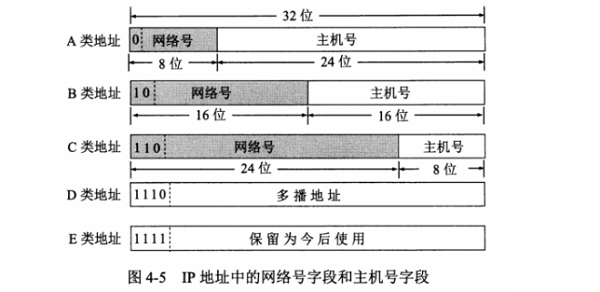 32 位
A 类地址 0 网络号 主机号
8 位 24 位
B 类地址 10 网络号 主机号
16 位 16 位
C 类地址 110 网络号 主机号
24 位 8 位
D 类地址 1110 多播地址
E 类地址 1111 保留为今后使用
图 4-5 IP 地址中的网络号字段和主机号字段